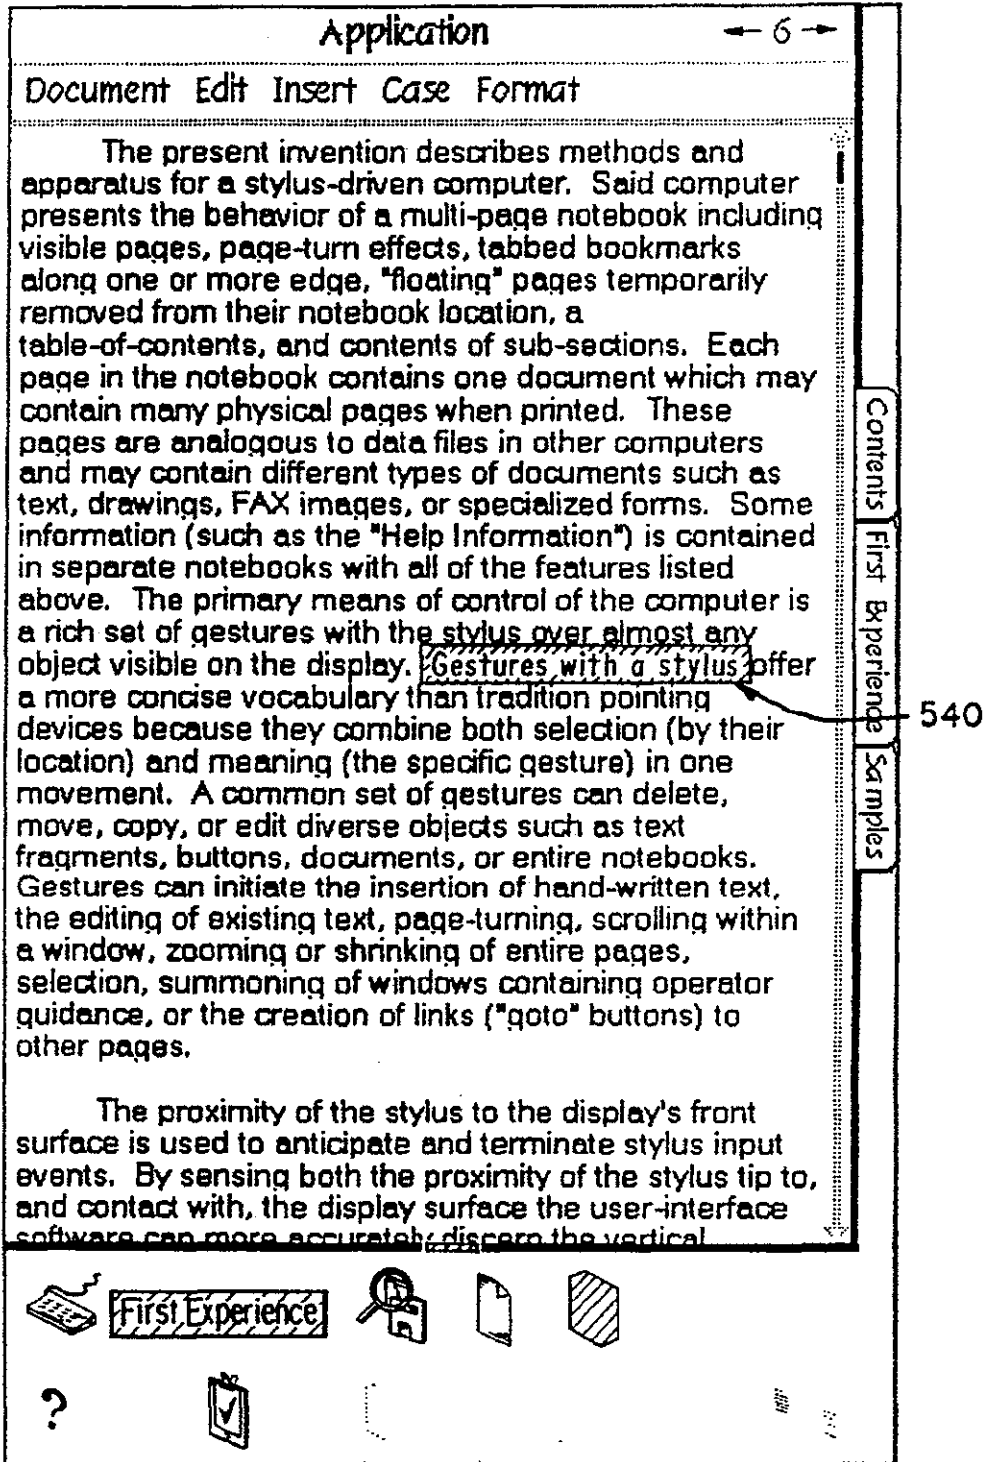 Application
← 6 →
Document Edit Insert Case Format
The present invention describes methods and
apparatus for a stylus-driven computer. Said computer
presents the behavior of a multi-page notebook including
visible pages, page-turn effects, tabbed bookmarks
along one or more edge, "floating" pages temporarily
removed from their notebook location, a
table-of-contents, and contents of sub-sections. Each
page in the notebook contains one document which may
contain many physical pages when printed. These
pages are analogous to data files in other computers
and may contain different types of documents such as
text, drawings, FAX images, or specialized forms. Some
information (such as the "Help Information") is contained
in separate notebooks with all of the features listed
above. The primary means of control of the computer is
a rich set of gestures with the stylus over almost any
object visible on the display. Gestures with a stylus offer
a more concise vocabulary than tradition pointing
devices because they combine both selection (by their
location) and meaning (the specific gesture) in one
movement. A common set of gestures can delete,
move, copy, or edit diverse objects such as text
fragments, buttons, documents, or entire notebooks.
Gestures can initiate the insertion of hand-written text,
the editing of existing text, page-turning, scrolling within
a window, zooming or shrinking of entire pages,
selection, summoning of windows containing operator
guidance, or the creation of links ("goto" buttons) to
other pages.
The proximity of the stylus to the display's front
surface is used to anticipate and terminate stylus input
events. By sensing both the proximity of the stylus tip to,
and contact with, the display surface the user-interface
software can more accurately discern the vertical
Contents
First Experience
Samples
540
First Experience
?